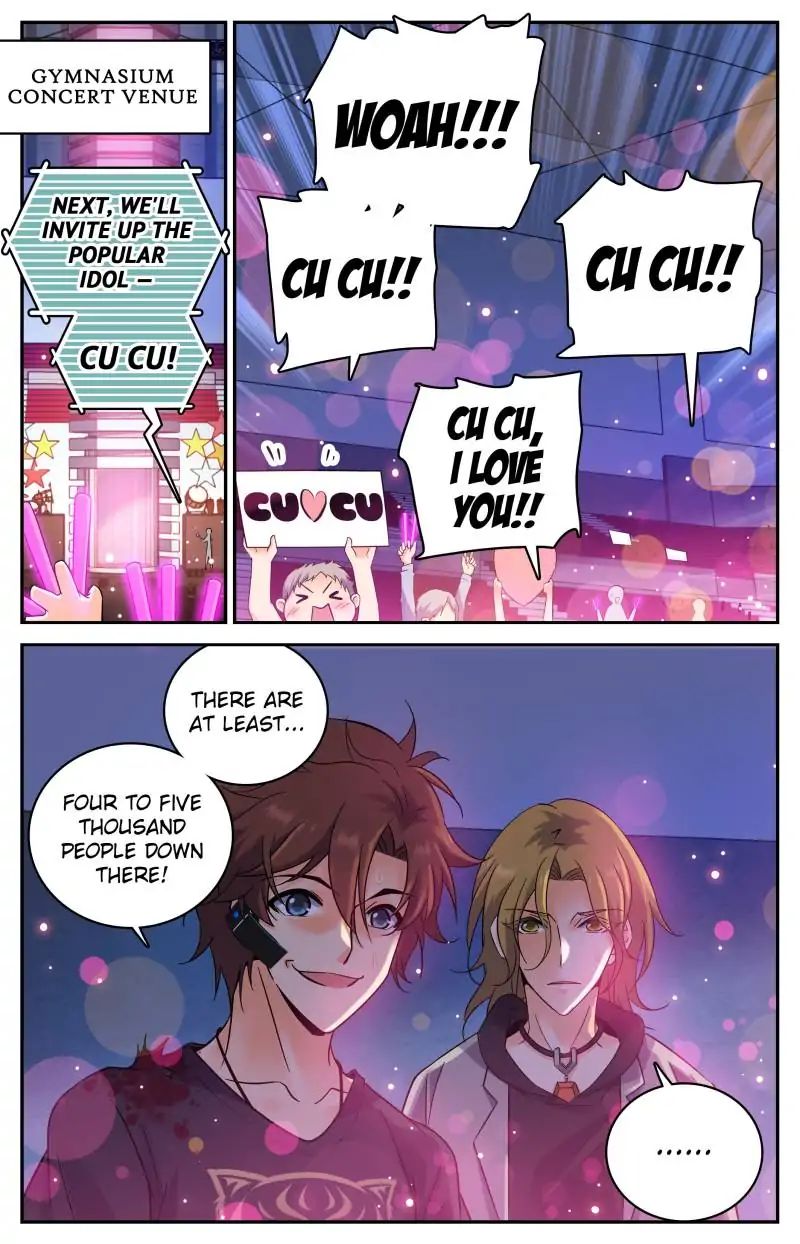 GYMNASIUM
CONCERT VENUE
NEXT, WE'LL
INVITE UP THE
POPULAR
IDOL —
CU CU!
WOAH!!!
CU CU!!
CU CU!!
CU CU,
I LOVE
YOU!!
CU♡CU
THERE ARE
AT LEAST...
FOUR TO FIVE
THOUSAND
PEOPLE DOWN
THERE!
......